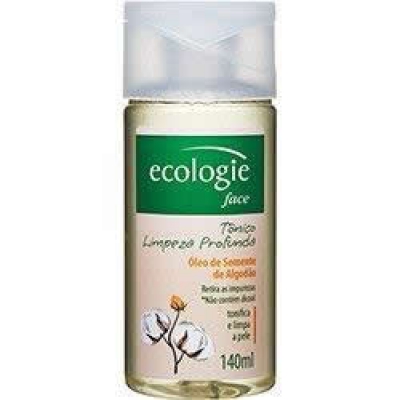 ecologie
face
Tônico
Limpeza Profunda
Óleo de Semente
de Algodão
Retira as impurezas
*Não contém álcool
tonifica
e limpa
a pele
140ml